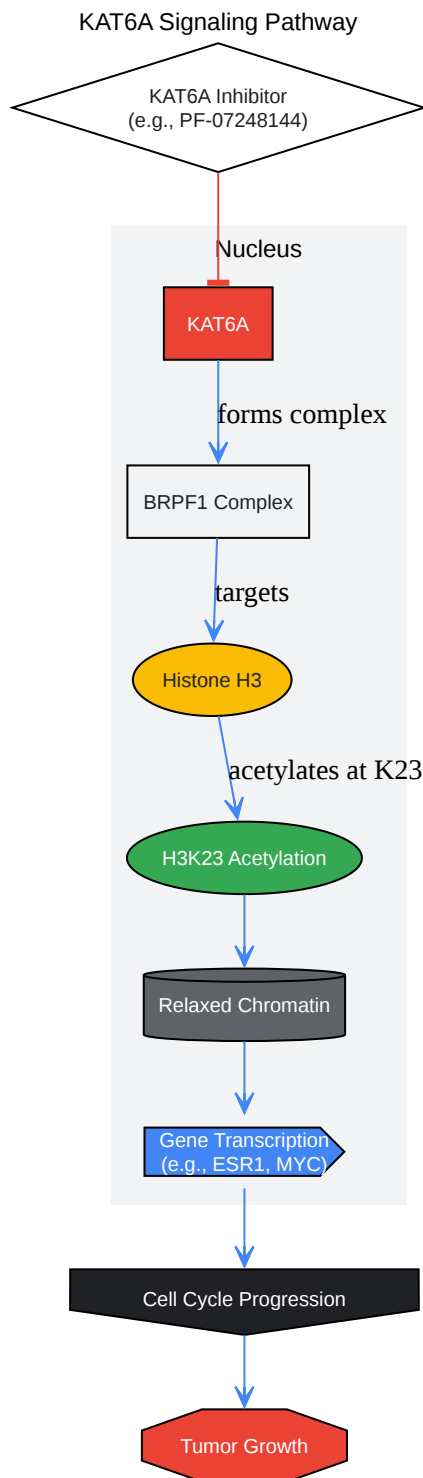 KAT6A Signaling Pathway
KAT6A Inhibitor
(e.g., PF-07248144)
Nucleus
KAT6A
forms complex
BRPF1 Complex
targets
Histone H3
acetylates at K23
H3K23 Acetylation
Relaxed Chromatin
Gene Transcription
(e.g., ESR1, MYC)
Cell Cycle Progression
Tumor Growth